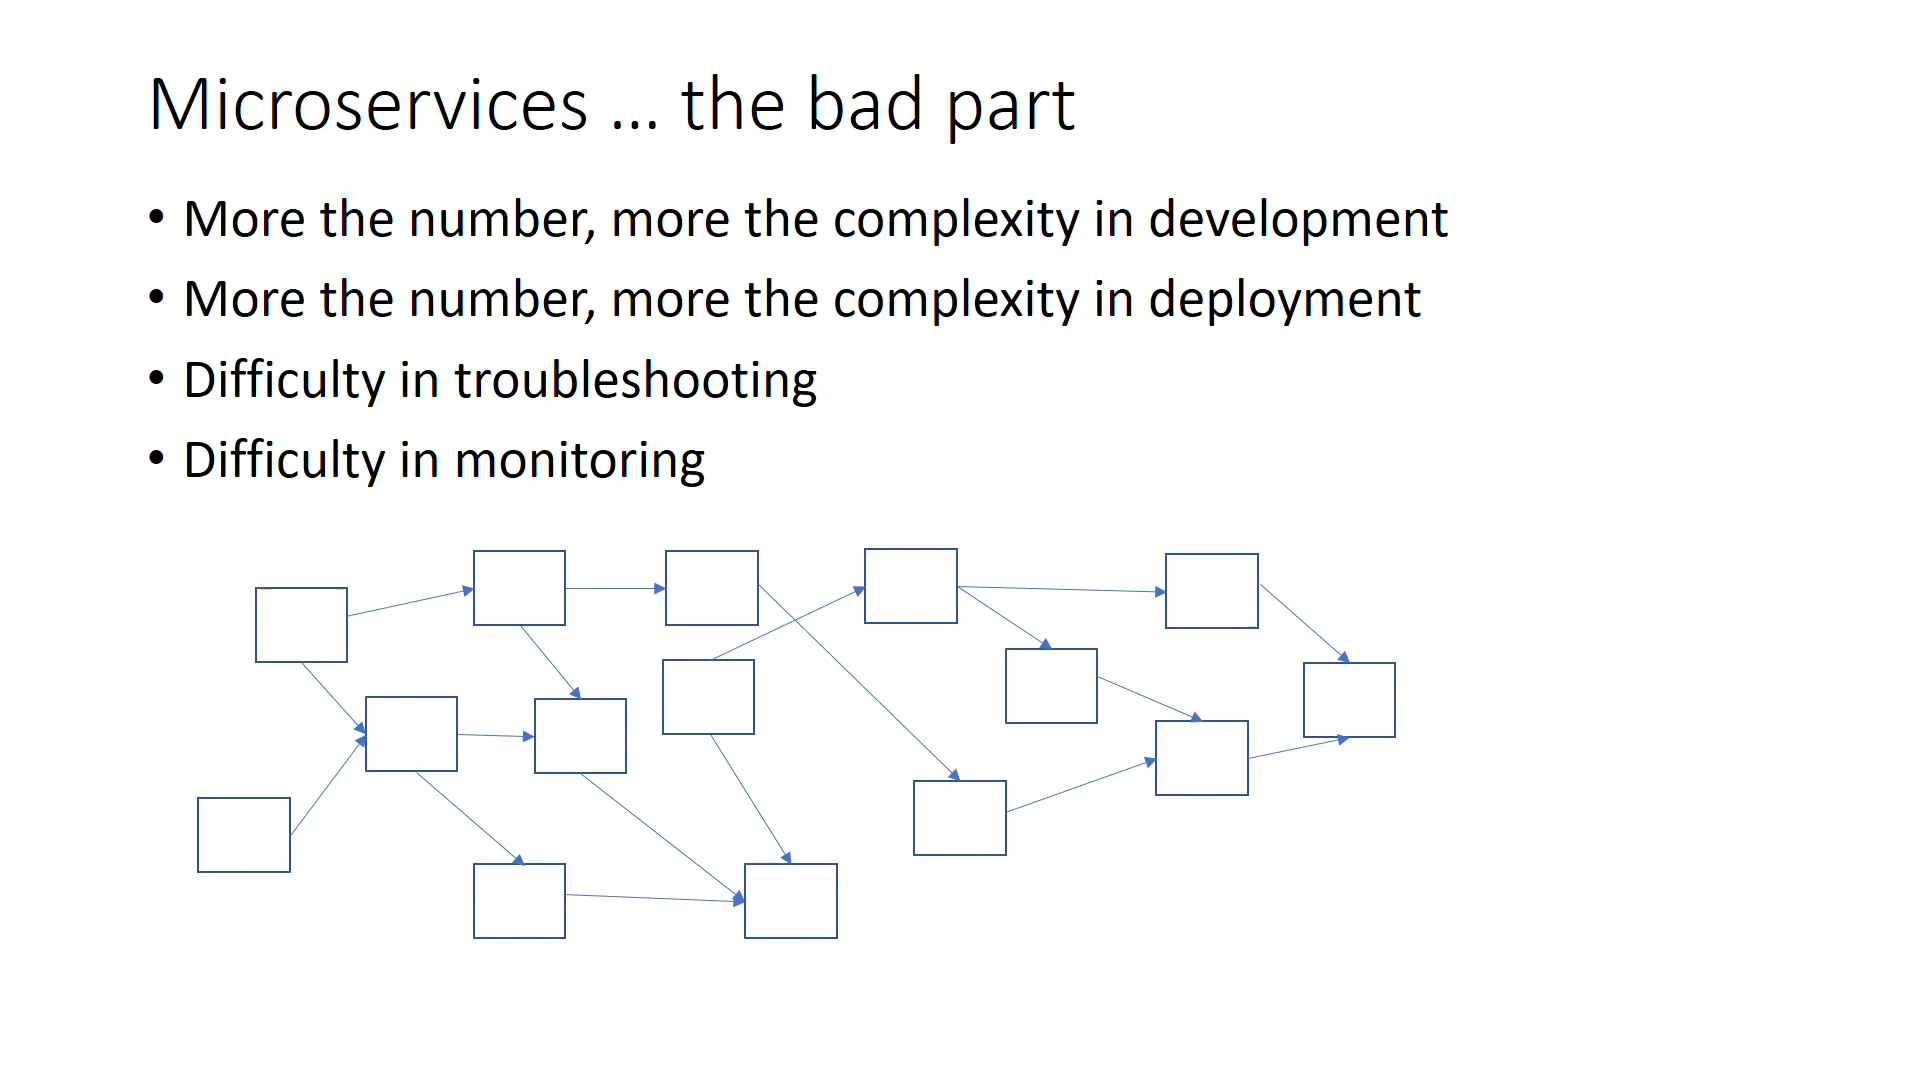 Microservices ... the bad part
• More the number, more the complexity in development
• More the number, more the complexity in deployment
• Difficulty in troubleshooting
• Difficulty in monitoring